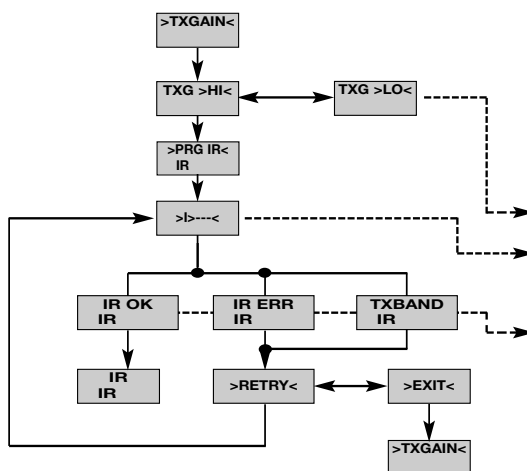 >TXGAIN<
TXG >HI<
TXG >LO<
>PRG IR<
IR
>I>---<
IR OK
IR
IR ERR
IR
TXBAND
IR
IR
IR
>RETRY<
>EXIT<
>TXGAIN<